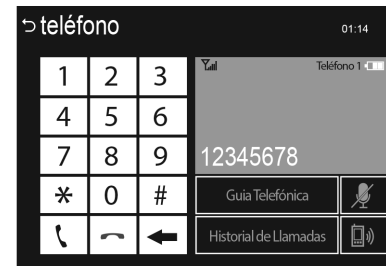 teléfono
01:14
Teléfono 1
1 2 3
4 5 6
7 8 9
12345678
* 0 #
Guia Telefónica
Historial de Llamadas